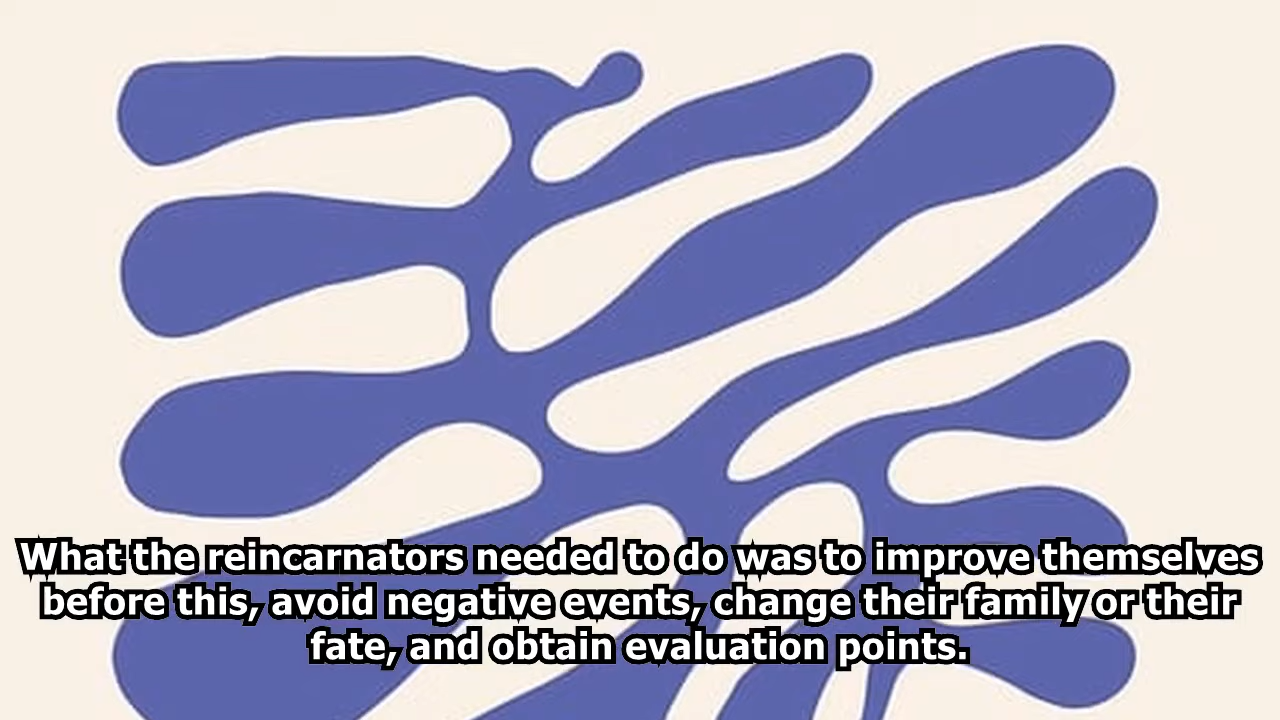 What the reincarnators needed to do was to improve themselves
before this, avoid negative events, change their family or their
fate, and obtain evaluation points.